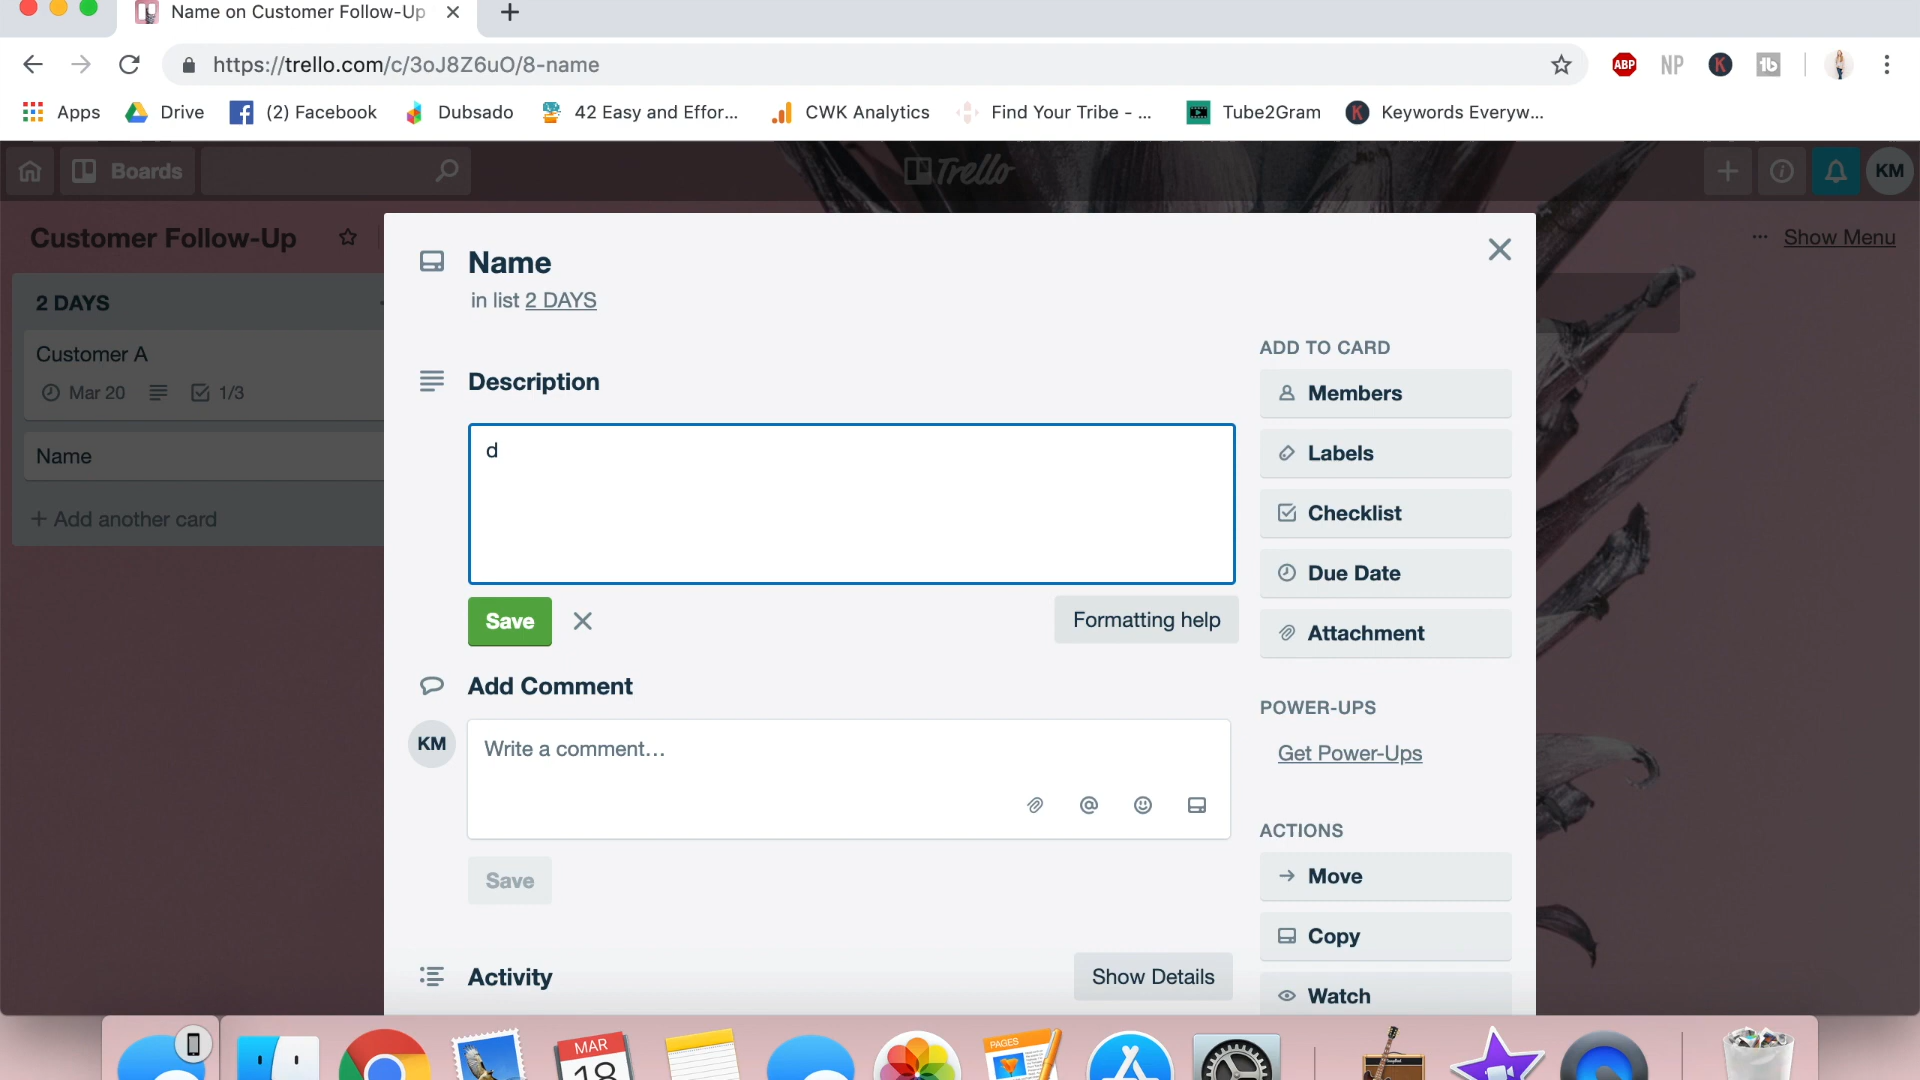 Name on Customer Follow-Up
https://trello.com/c/3oJ8Z6uO/8-name
ABP
NP
K
Apps
Drive
(2) Facebook
Dubsado
42 Easy and Effor...
CWK Analytics
Find Your Tribe - ...
Tube2Gram
K
Keywords Everyw...
Boards
Trello
KM
Customer Follow-Up
... Show Menu
2 DAYS
Customer A
Mar 20
1/3
Name
+ Add another card
Name
in list 2 DAYS
Description
d
Save
Formatting help
Add Comment
KM
Write a comment...
Save
Activity
Show Details
ADD TO CARD
Members
Labels
Checklist
Due Date
Attachment
POWER-UPS
Get Power-Ups
ACTIONS
Move
Copy
Watch
MAR
18
PAGES